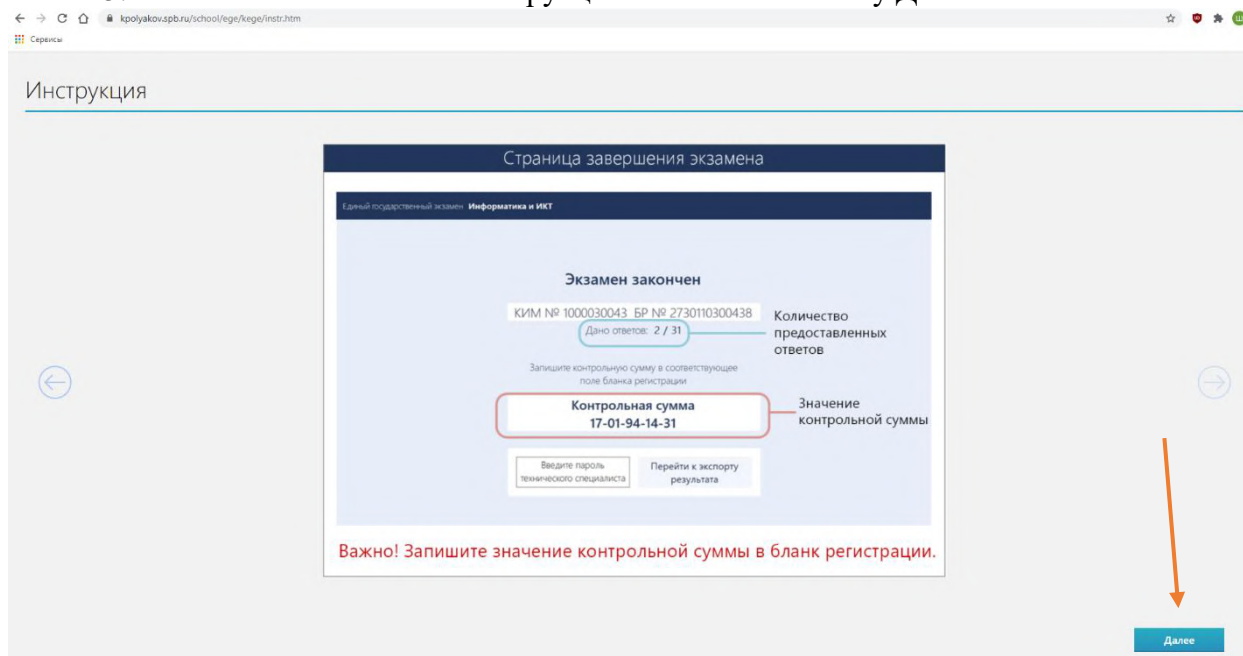 kpolyakov.spb.ru/school/ege/kege/instr.htm
Сервисы
Инструкция
Страница завершения экзамена
Единый государственный экзамен Информатика и ИКТ
Экзамен закончен
КИМ № 1000030043 БР № 2730110300438
Дано ответов: 2 / 31
Количество
предоставленных
ответов
Запишите контрольную сумму в соответствующее
поле бланка регистрации
Контрольная сумма
17-01-94-14-31
Значение
контрольной суммы
Введите пароль
технического специалиста
Перейти к экспорту
результата
Важно! Запишите значение контрольной суммы в бланк регистрации.
Далее